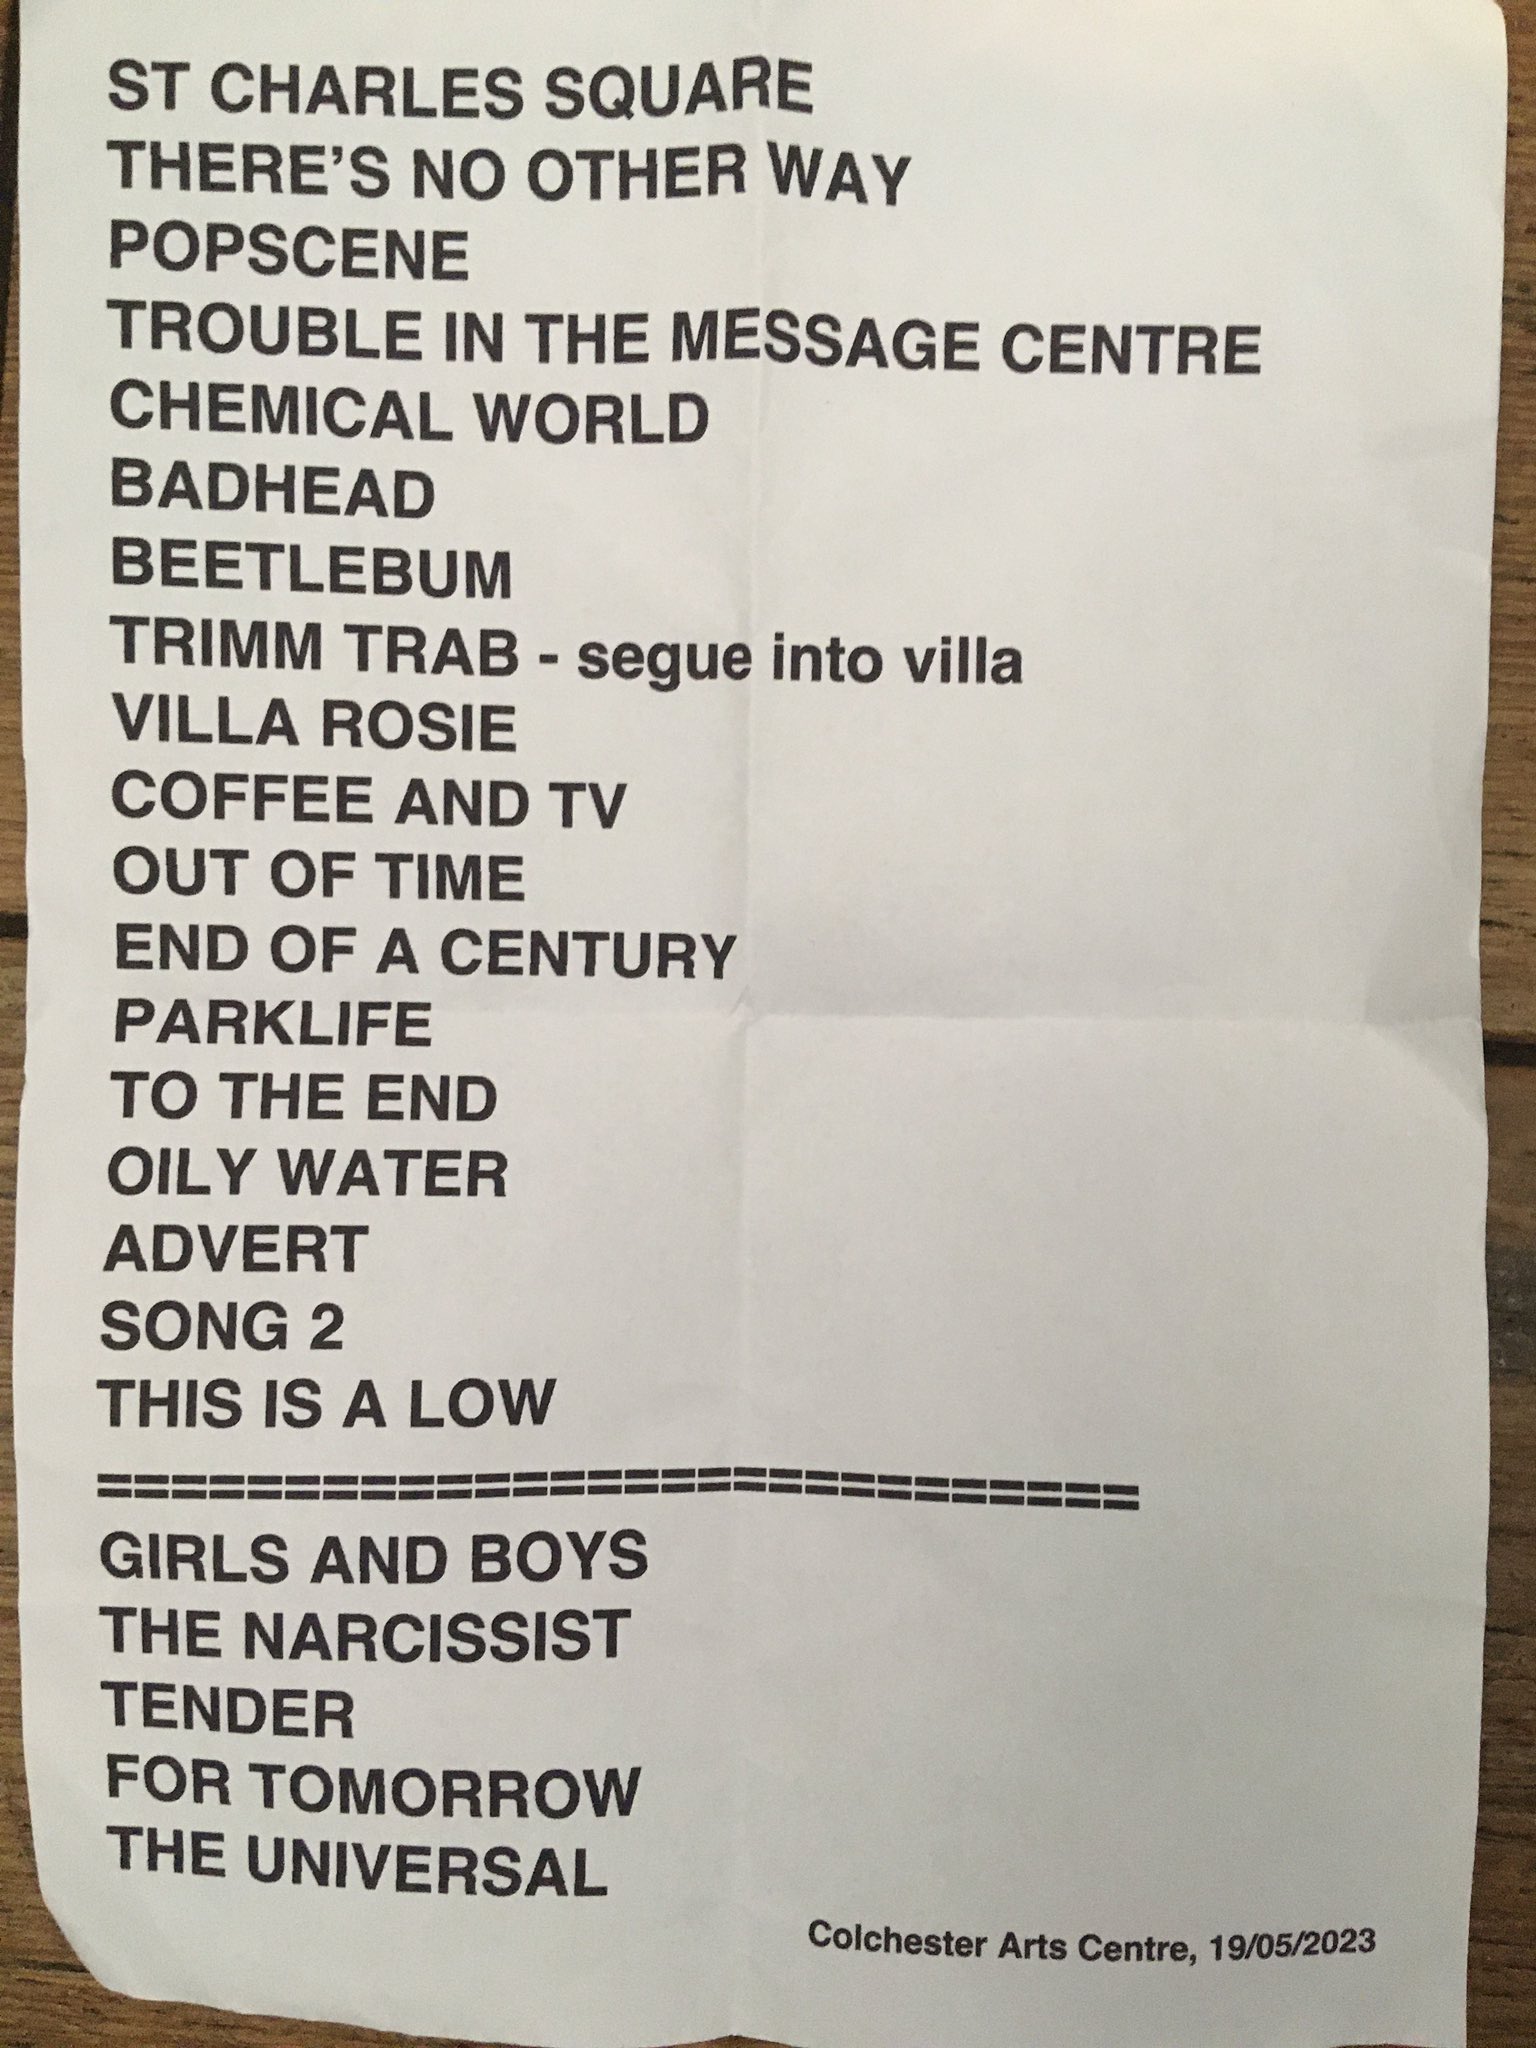 ST CHARLES SQUARE
THERE'S NO OTHER WAY
POPSCENE
TROUBLE IN THE MESSAGE CENTRE
CHEMICAL WORLD
BADHEAD
BEETLEBUM
TRIMM TRAB - segue into villa
VILLA ROSIE
COFFEE AND TV
OUT OF TIME
END OF A CENTURY
PARKLIFE
TO THE END
OILY WATER
ADVERT
SONG 2
THIS IS A LOW
============================
GIRLS AND BOYS
THE NARCISSIST
TENDER
FOR TOMORROW
THE UNIVERSAL
Colchester Arts Centre, 19/05/2023